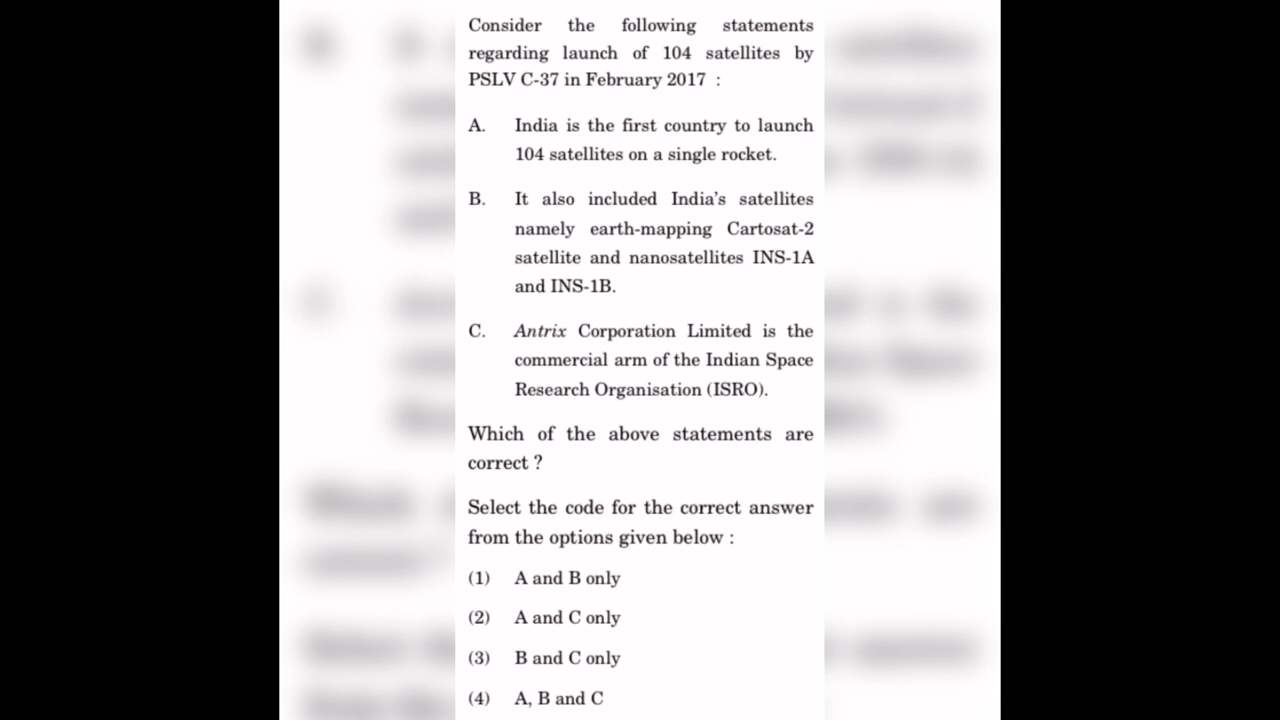 Consider the following statements
regarding launch of 104 satellites by
PSLV C-37 in February 2017 :
A. India is the first country to launch
104 satellites on a single rocket.
B. It also included India's satellites
namely earth-mapping Cartosat-2
satellite and nanosatellites INS-1A
and INS-1B.
C. Antrix Corporation Limited is the
commercial arm of the Indian Space
Research Organisation (ISRO).
Which of the above statements are
correct ?
Select the code for the correct answer
from the options given below :
(1) A and B only
(2) A and C only
(3) B and C only
(4) A, B and C